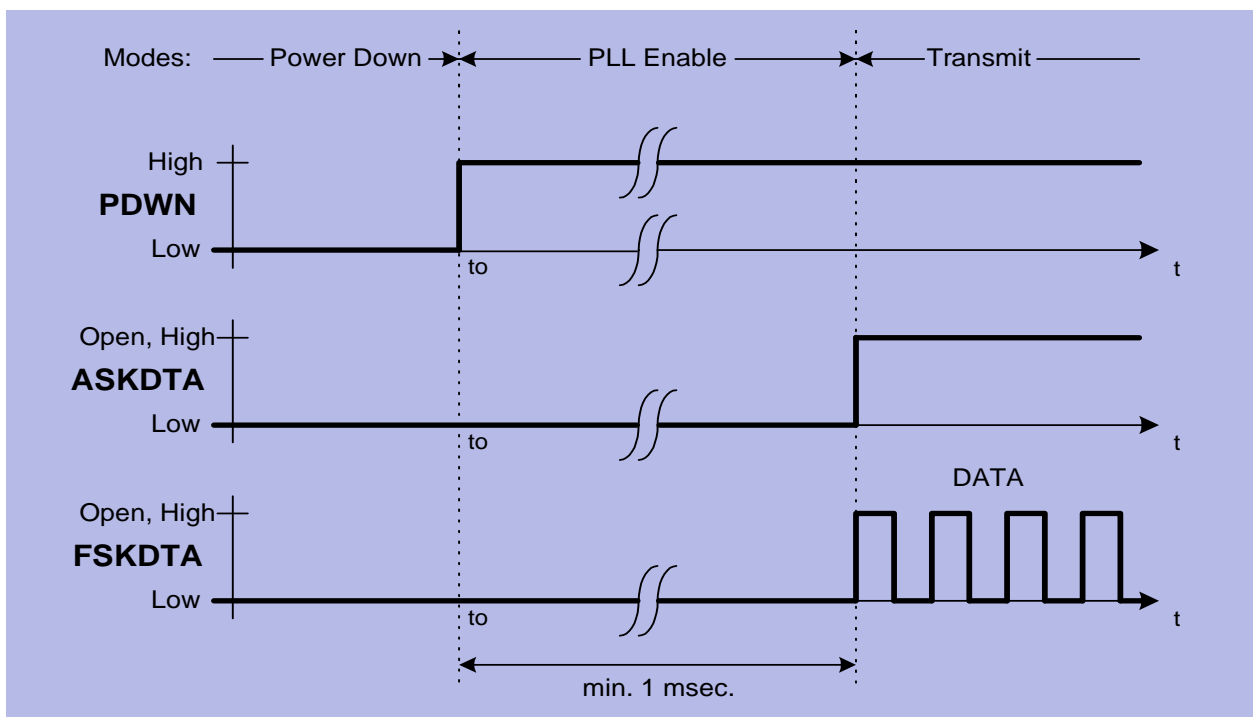 Modes: Power Down PLL Enable Transmit
High
PDWN
Low
to
t
Open, High
ASKDTA
Low
to
t
DATA
Open, High
FSKDTA
Low
to
t
min. 1 msec.